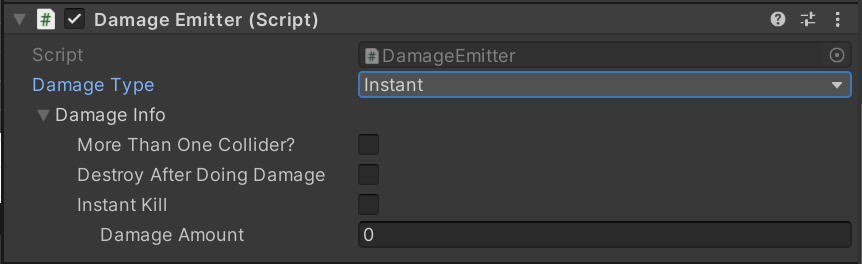 # Damage Emitter (Script)
Script # DamageEmitter
Damage Type Instant
Damage Info
More Than One Collider?
Destroy After Doing Damage
Instant Kill
Damage Amount 0